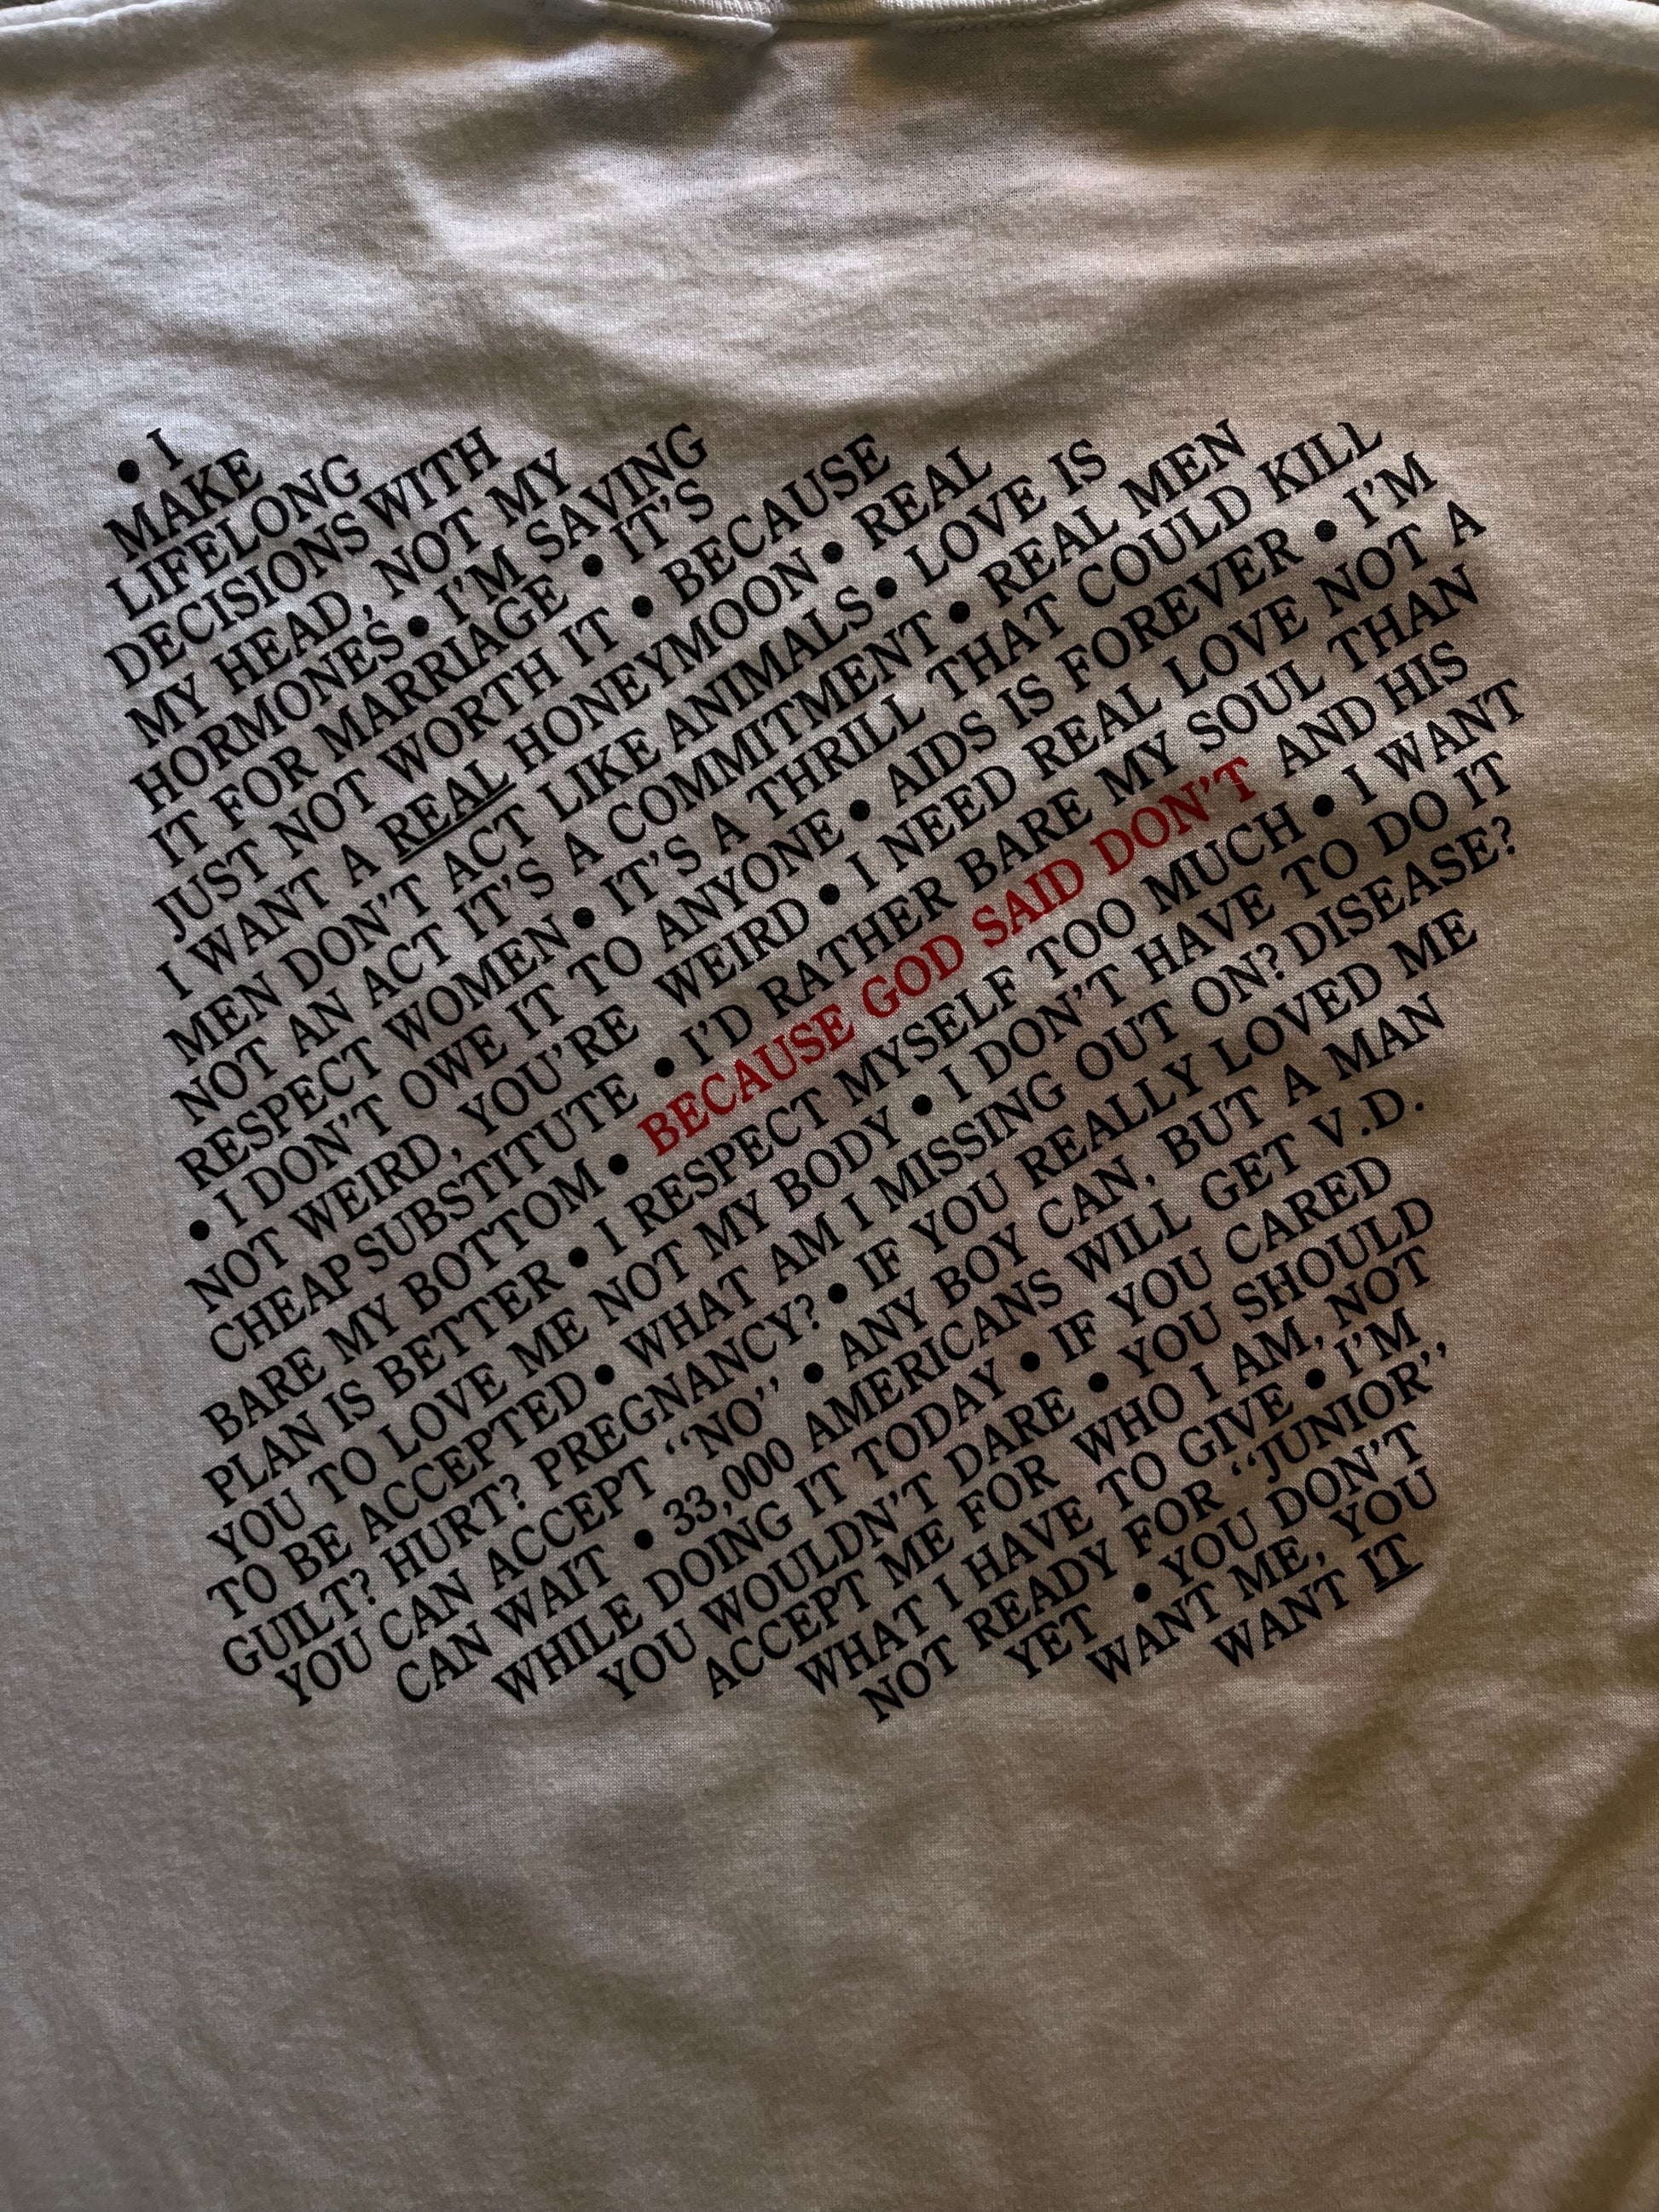 • I
MAKE
LIFELONG
DECISIONS WITH
MY HEAD, NOT MY
HORMONES • I'M SAVING
IT FOR MARRIAGE • IT'S
JUST NOT WORTH IT • BECAUSE
I WANT A REAL HONEYMOON • REAL
MEN DON'T ACT LIKE ANIMALS • LOVE IS
NOT AN ACT IT'S A COMMITMENT • REAL MEN
RESPECT WOMEN • IT'S A THRILL THAT COULD KILL
• I DON'T OWE IT TO ANYONE • AIDS IS FOREVER • I'M
NOT WEIRD, YOU'RE WEIRD • I NEED REAL LOVE NOT A
CHEAP SUBSTITUTE • I'D RATHER BARE MY SOUL THAN
BARE MY BOTTOM • BECAUSE GOD SAID DON'T AND HIS
PLAN IS BETTER • I RESPECT MYSELF TOO MUCH • I WANT
YOU TO LOVE ME NOT MY BODY • I DON'T HAVE TO DO IT
TO BE ACCEPTED • WHAT AM I MISSING OUT ON? DISEASE?
GUILT? HURT? PREGNANCY? • IF YOU REALLY LOVED ME
YOU CAN ACCEPT "NO" • ANY BOY CAN, BUT A MAN
CAN WAIT • 33,000 AMERICANS WILL GET V.D.
WHILE DOING IT TODAY • IF YOU CARED
YOU WOULDN'T DARE • YOU SHOULD
ACCEPT ME FOR WHO I AM, NOT
WHAT I HAVE TO GIVE • I'M
NOT READY FOR "JUNIOR",
YET • YOU DON'T
WANT ME, YOU
WANT IT